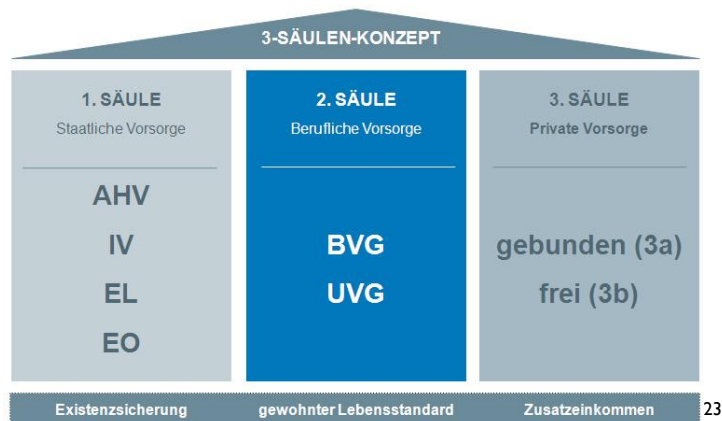 3-SÄULEN-KONZEPT
1. SÄULE
Staatliche Vorsorge
AHV
IV
EL
EO
2. SÄULE
Berufliche Vorsorge
BVG
UVG
3. SÄULE
Private Vorsorge
gebunden (3a)
frei (3b)
Existenzsicherung
gewohnter Lebensstandard
Zusatzeinkommen
23